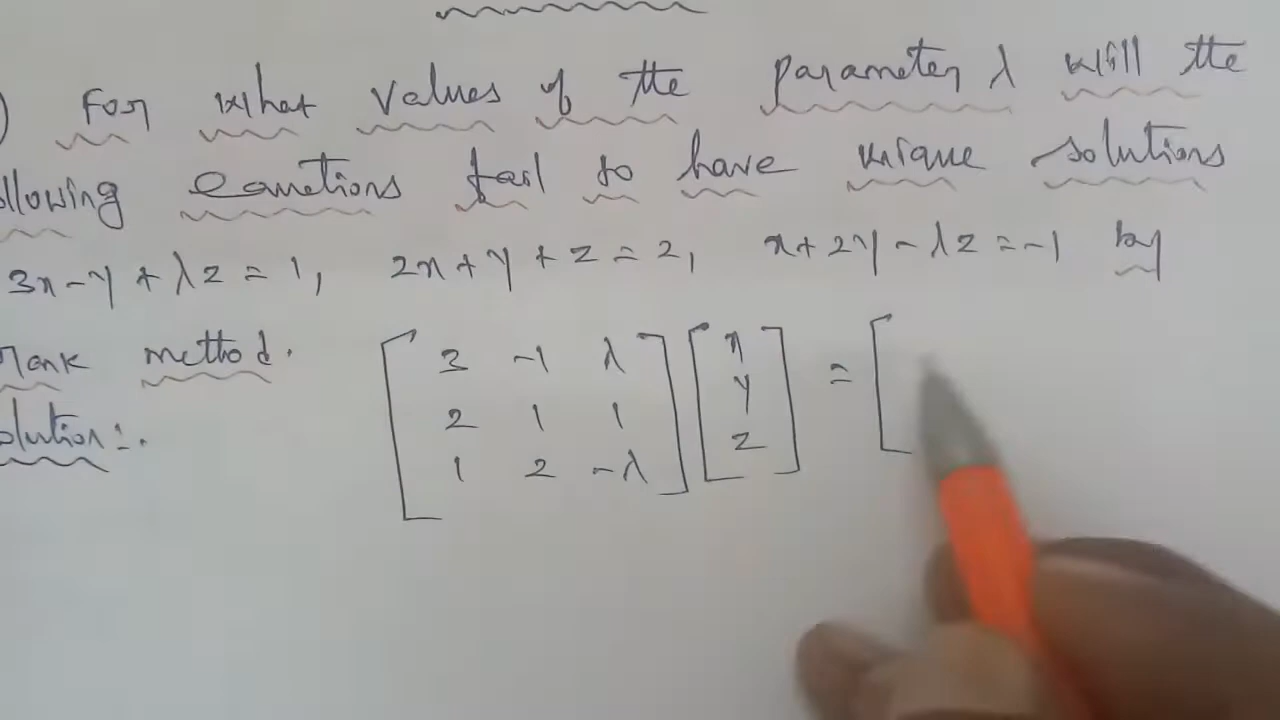 ) For what values of the parameter λ will the
ollowing equations fail to have unique solutions
3x - y + λz = 1, 2x + y + z = 2, x + 2y - λz = -1 by
rank method.
olution:-
[ 3 -1 λ ] [ x ] = [
2 1 1 y
1 2 -λ z